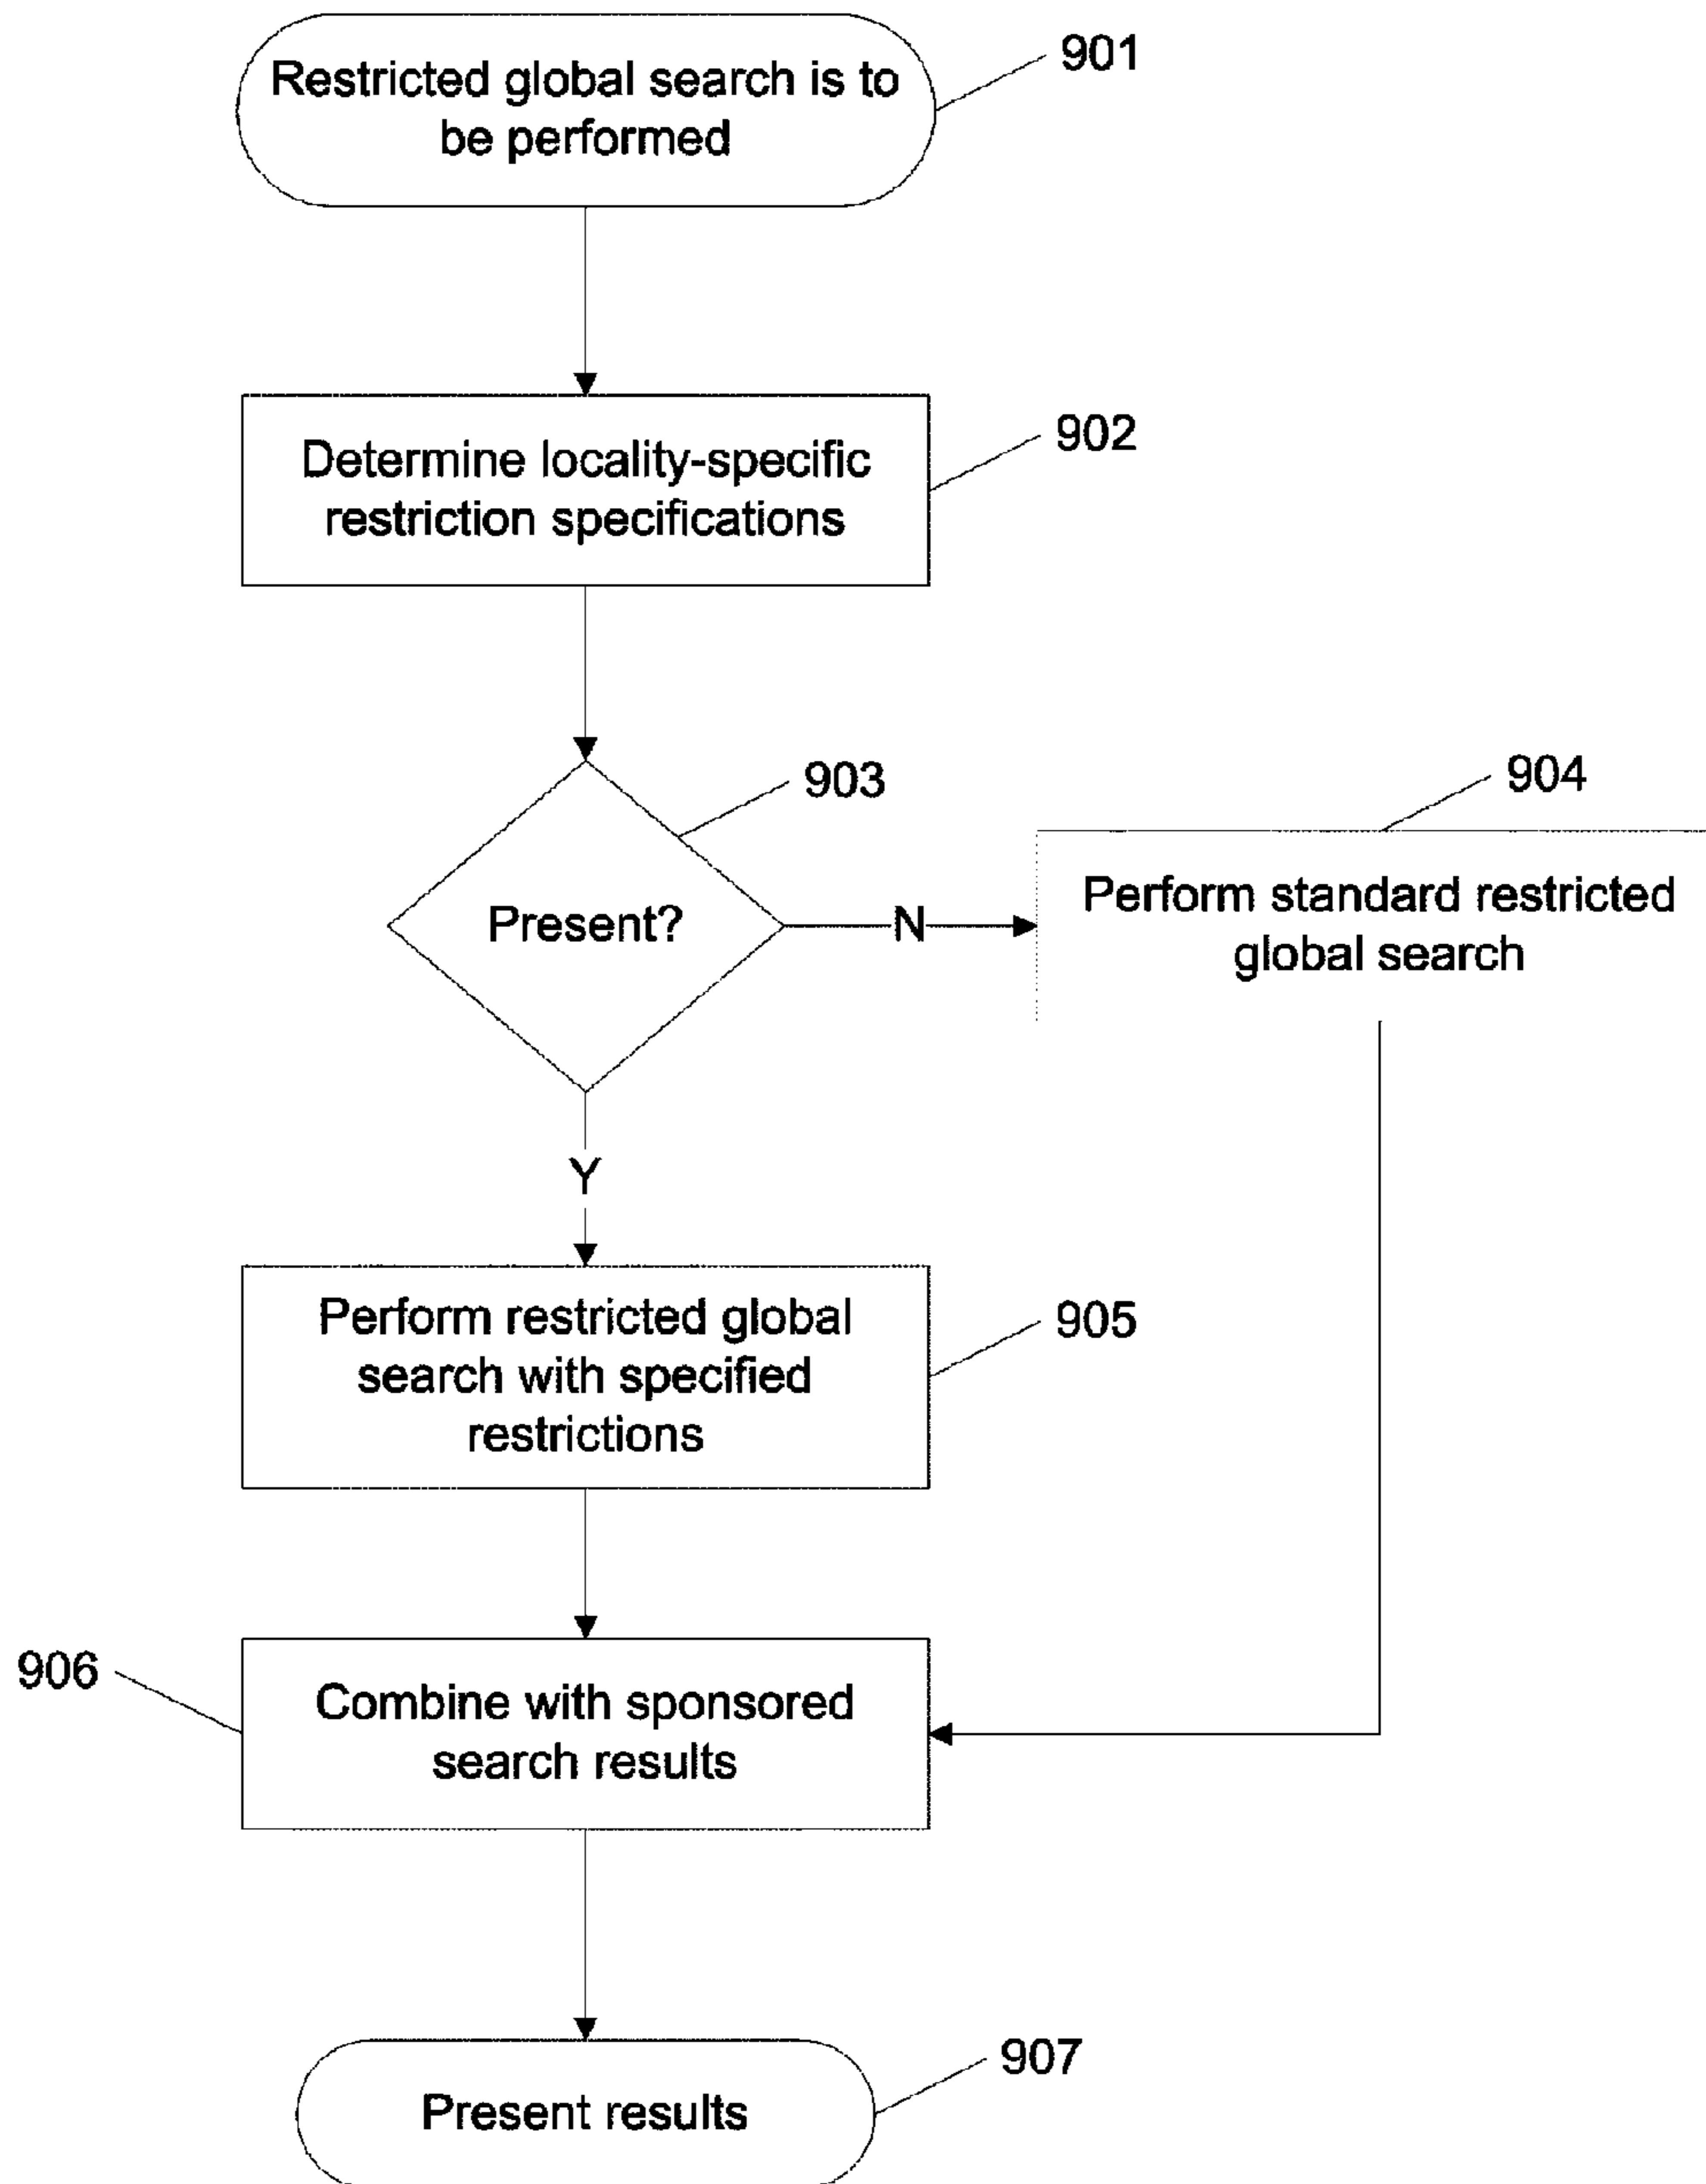 Restricted global search is to
be performed
901
Determine locality-specific
restriction specifications
902
Present?
903
N
904
Perform standard restricted
global search
Y
Perform restricted global
search with specified
restrictions
905
906
Combine with sponsored
search results
Present results
907